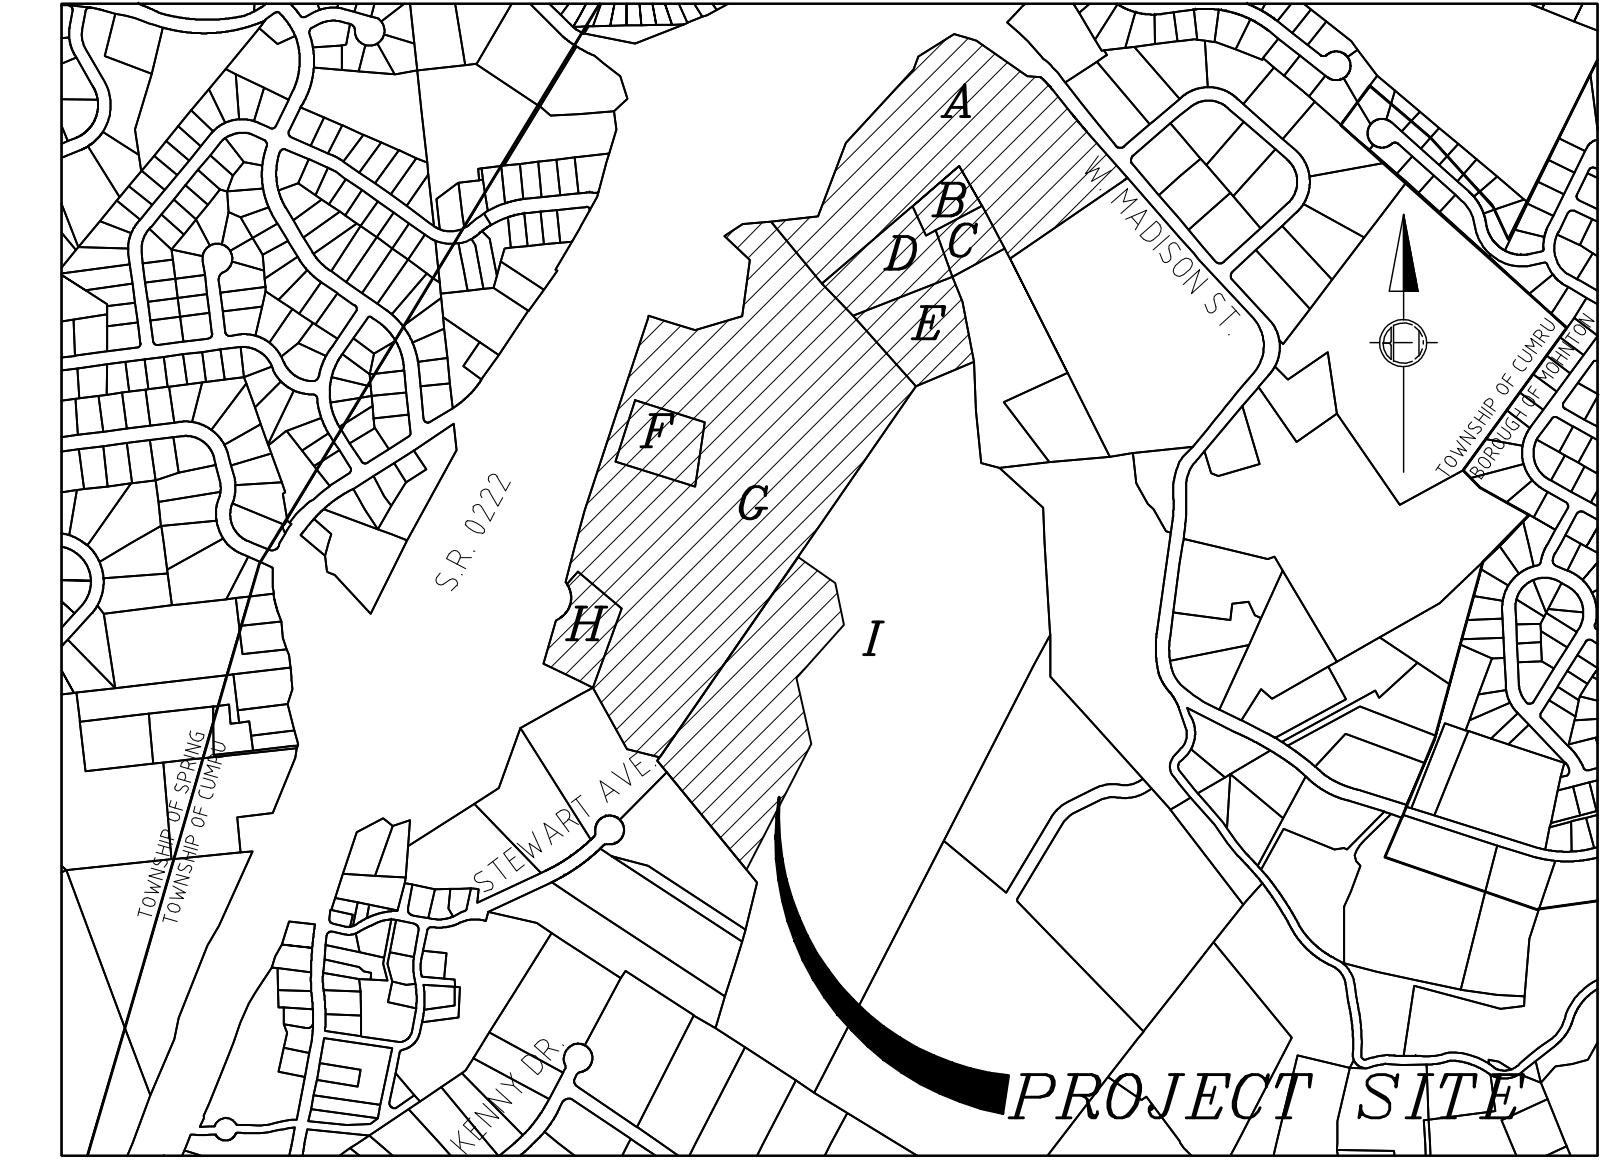 A
B
C
D
W. MADISON ST.
E
TOWNSHIP OF CUMRU
BOROUGH OF MOHNTON
F
G
S.R. 0222
H
I
TOWNSHIP OF SPRING
TOWNSHIP OF CUMRU
STEWART AVE.
KENNY DR.
PROJECT SITE